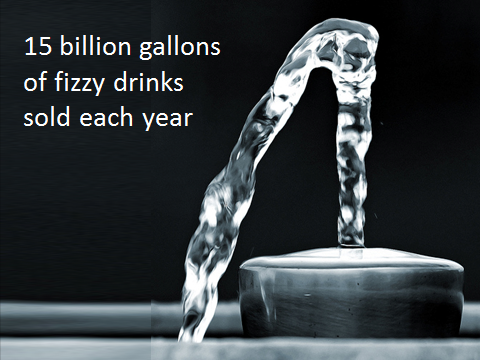 15 billion gallons
of fizzy drinks
sold each year